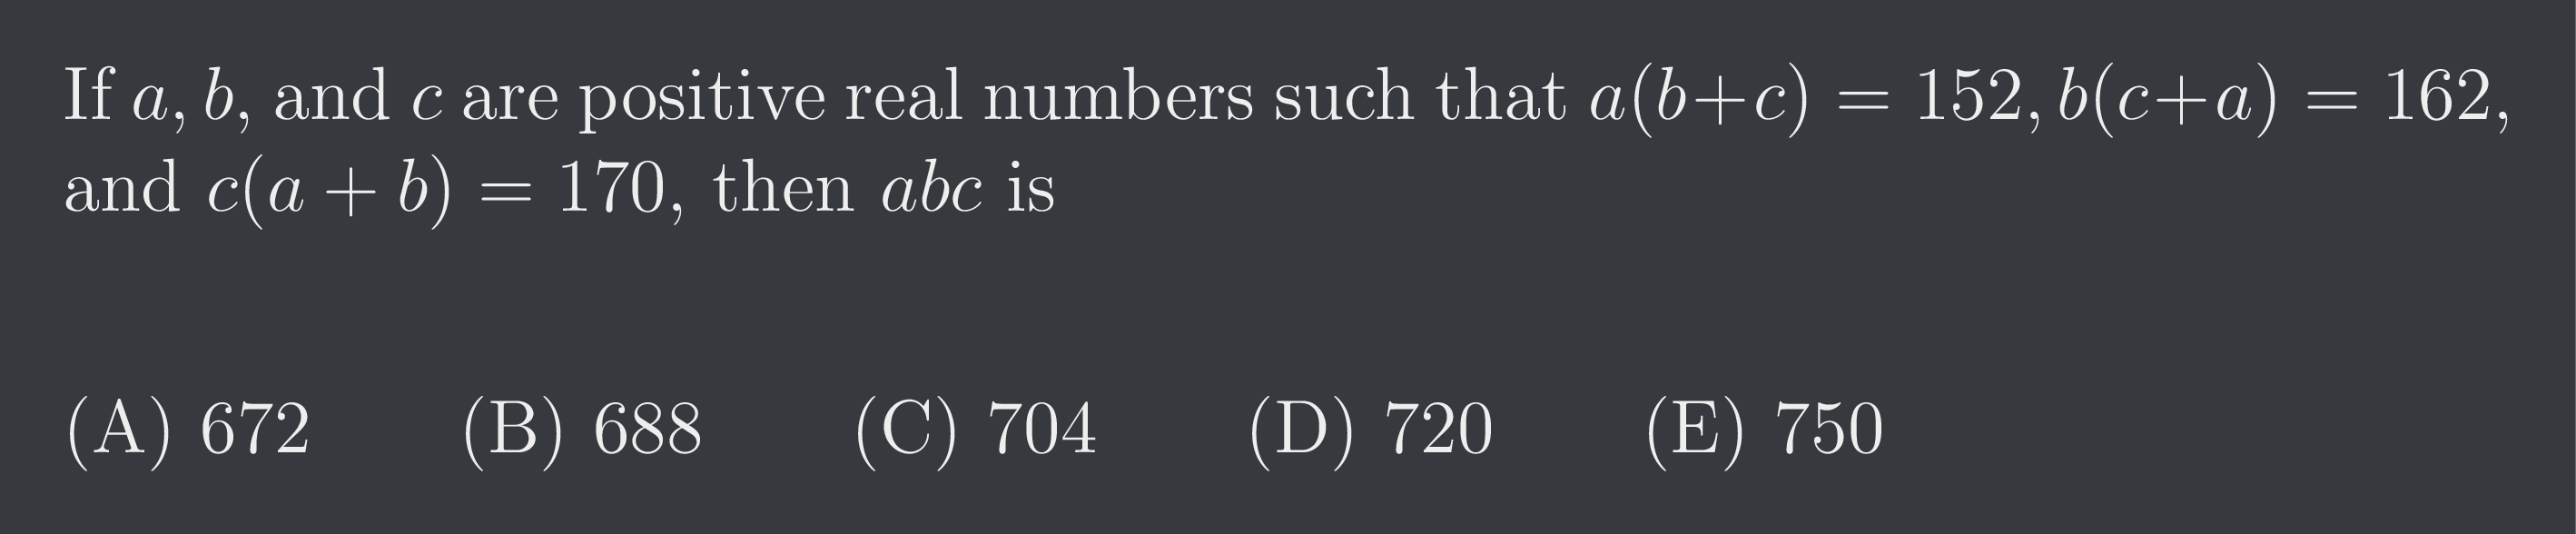 If a, b, and c are positive real numbers such that a(b+c) = 152, b(c+a) = 162,
and c(a + b) = 170, then abc is
(A) 672 (B) 688 (C) 704 (D) 720 (E) 750